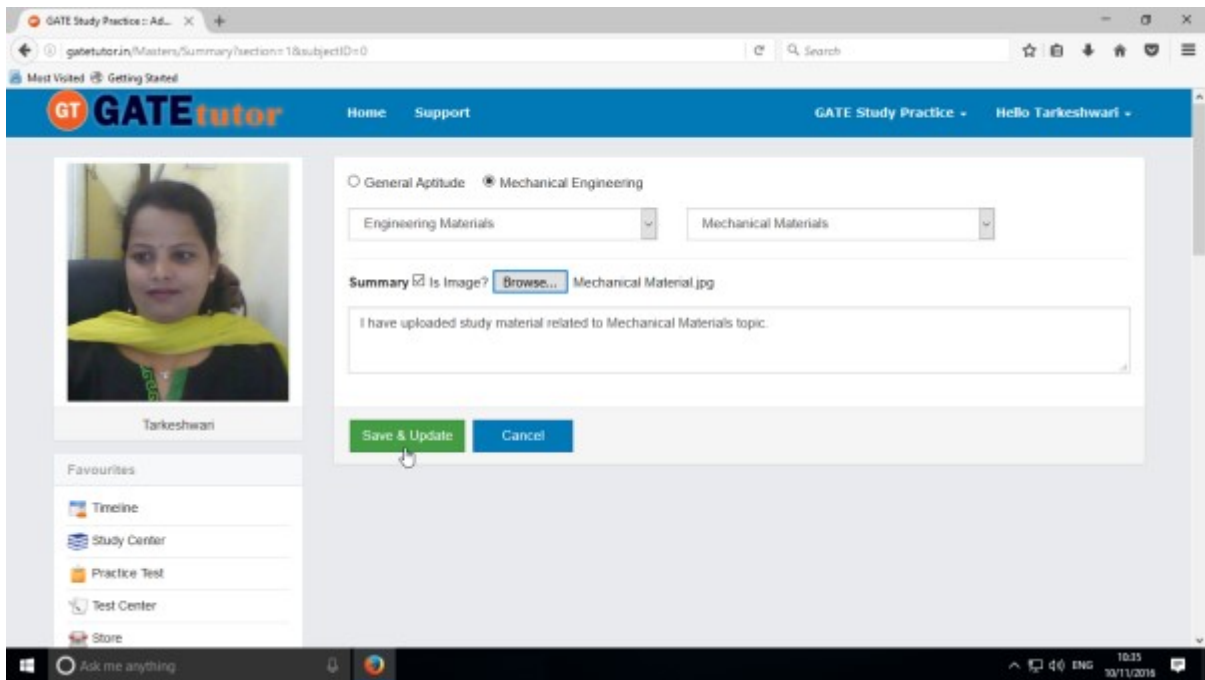 GATE Study Practice :: Ad...
gatetutor.in/Masters/Summary?section=1&subjectID=0
Search
Most Visited Getting Started
GT GATEtutor Home Support GATE Study Practice Hello Tarkeshwari
General Aptitude Mechanical Engineering
Engineering Materials Mechanical Materials
Summary Is Image? Browse... Mechanical Material.jpg
I have uploaded study material related to Mechanical Materials topic.
Save & Update Cancel
Tarkeshwari
Favourites
Timeline
Study Center
Practice Test
Test Center
Store
Ask me anything ENG 10:35
10/11/2016